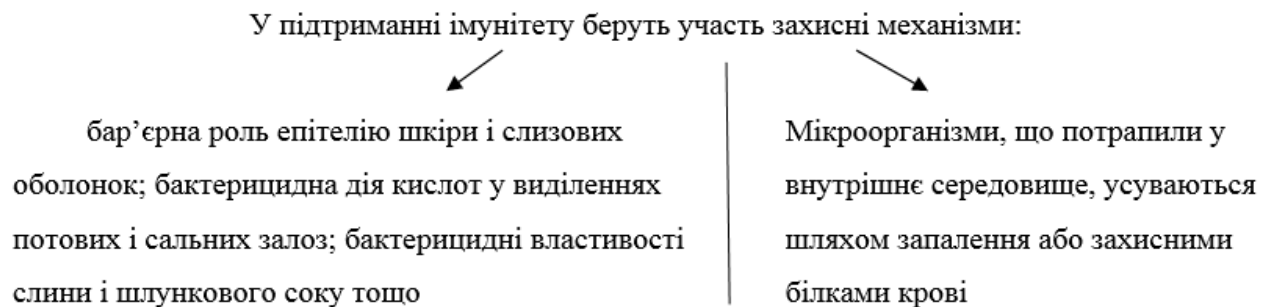 У підтриманні імунітету беруть участь захисні механізми:
бар’єрна роль епітелію шкіри і слизових
оболонок; бактерицидна дія кислот у виділеннях
потових і сальних залоз; бактерицидні властивості
слини і шлункового соку тощо
Мікроорганізми, що потрапили у
внутрішнє середовище, усуваються
шляхом запалення або захисними
білками крові